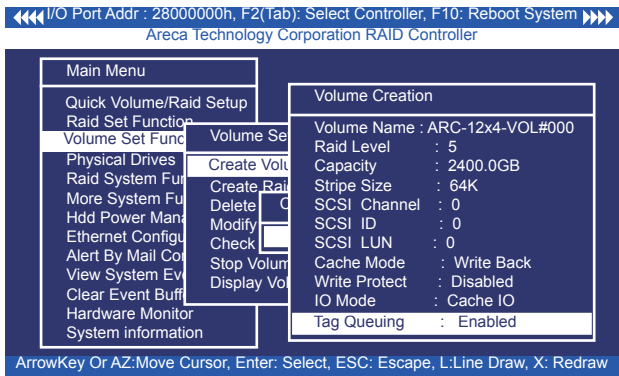 I/O Port Addr : 28000000h, F2(Tab): Select Controller, F10: Reboot System
Areca Technology Corporation RAID Controller
Main Menu
Quick Volume/Raid Setup
Raid Set Function
Volume Set Func
Physical Drives
Raid System Fun
More System Fu
Hdd Power Mana
Ethernet Configu
Alert By Mail Con
View System Eve
Clear Event Buff
Hardware Monitor
System information
Volume Se
Create Volu
Create Raid
Delete
Modify
Check
Stop Volum
Display Vol
C
Volume Creation
Volume Name : ARC-12x4-VOL#000
Raid Level : 5
Capacity : 2400.0GB
Stripe Size : 64K
SCSI Channel : 0
SCSI ID : 0
SCSI LUN : 0
Cache Mode : Write Back
Write Protect : Disabled
IO Mode : Cache IO
Tag Queuing : Enabled
ArrowKey Or AZ:Move Cursor, Enter: Select, ESC: Escape, L:Line Draw, X: Redraw